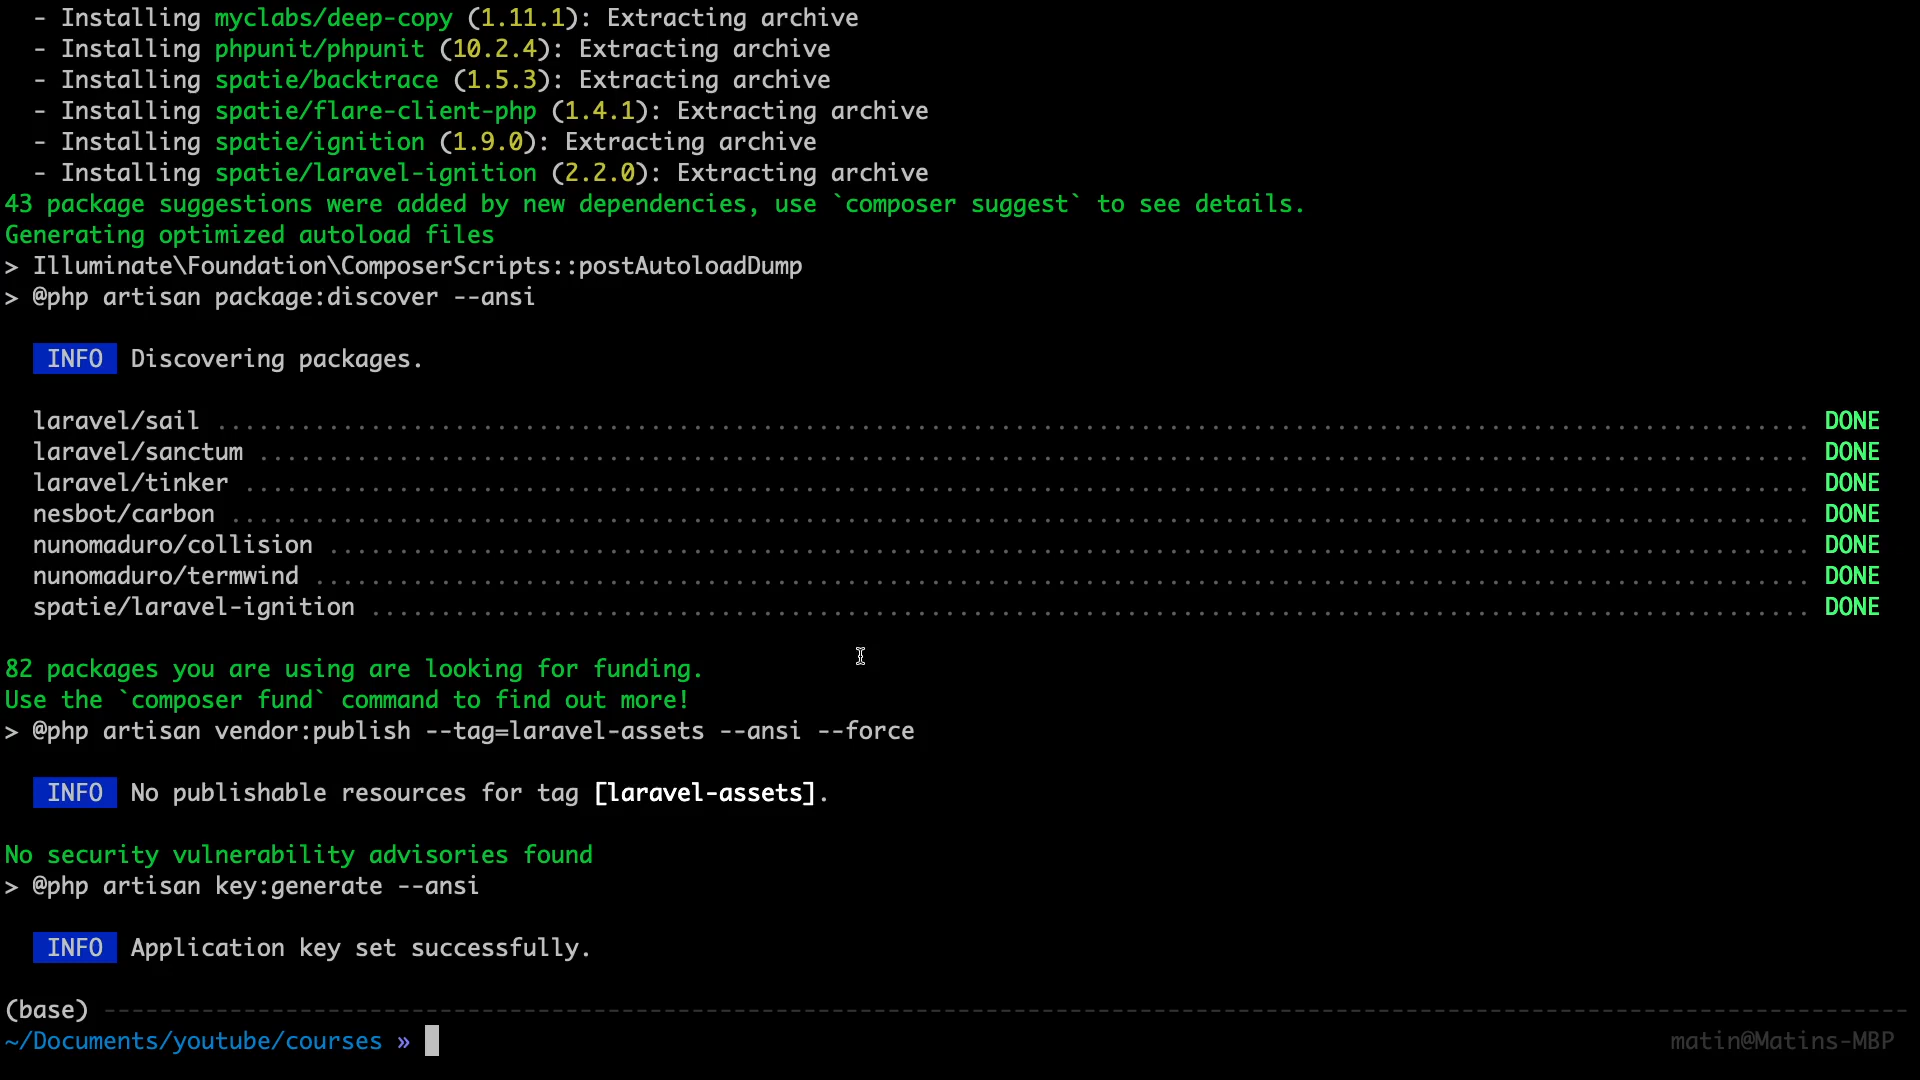 - Installing myclabs/deep-copy (1.11.1): Extracting archive
- Installing phpunit/phpunit (10.2.4): Extracting archive
- Installing spatie/backtrace (1.5.3): Extracting archive
- Installing spatie/flare-client-php (1.4.1): Extracting archive
- Installing spatie/ignition (1.9.0): Extracting archive
- Installing spatie/laravel-ignition (2.2.0): Extracting archive
43 package suggestions were added by new dependencies, use `composer suggest` to see details.
Generating optimized autoload files
> Illuminate\Foundation\ComposerScripts::postAutoloadDump
> @php artisan package:discover --ansi
INFO Discovering packages.
laravel/sail ................................................................................................................. DONE
laravel/sanctum .............................................................................................................. DONE
laravel/tinker ............................................................................................................... DONE
nesbot/carbon ................................................................................................................ DONE
nunomaduro/collision ......................................................................................................... DONE
nunomaduro/termwind .......................................................................................................... DONE
spatie/laravel-ignition ...................................................................................................... DONE
82 packages you are using are looking for funding.
Use the `composer fund` command to find out more!
> @php artisan vendor:publish --tag=laravel-assets --ansi --force
INFO No publishable resources for tag [laravel-assets].
No security vulnerability advisories found
> @php artisan key:generate --ansi
INFO Application key set successfully.
(base) ---------------------------------------------------------------------------------------------------------------------------------
~/Documents/youtube/courses » matin@Matins-MBP